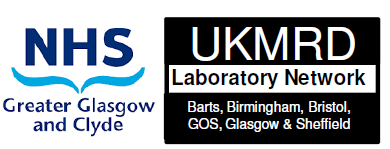 NHS
Greater Glasgow
and Clyde
UKMRD
Laboratory Network
Barts, Birmingham, Bristol,
GOS, Glasgow & Sheffield